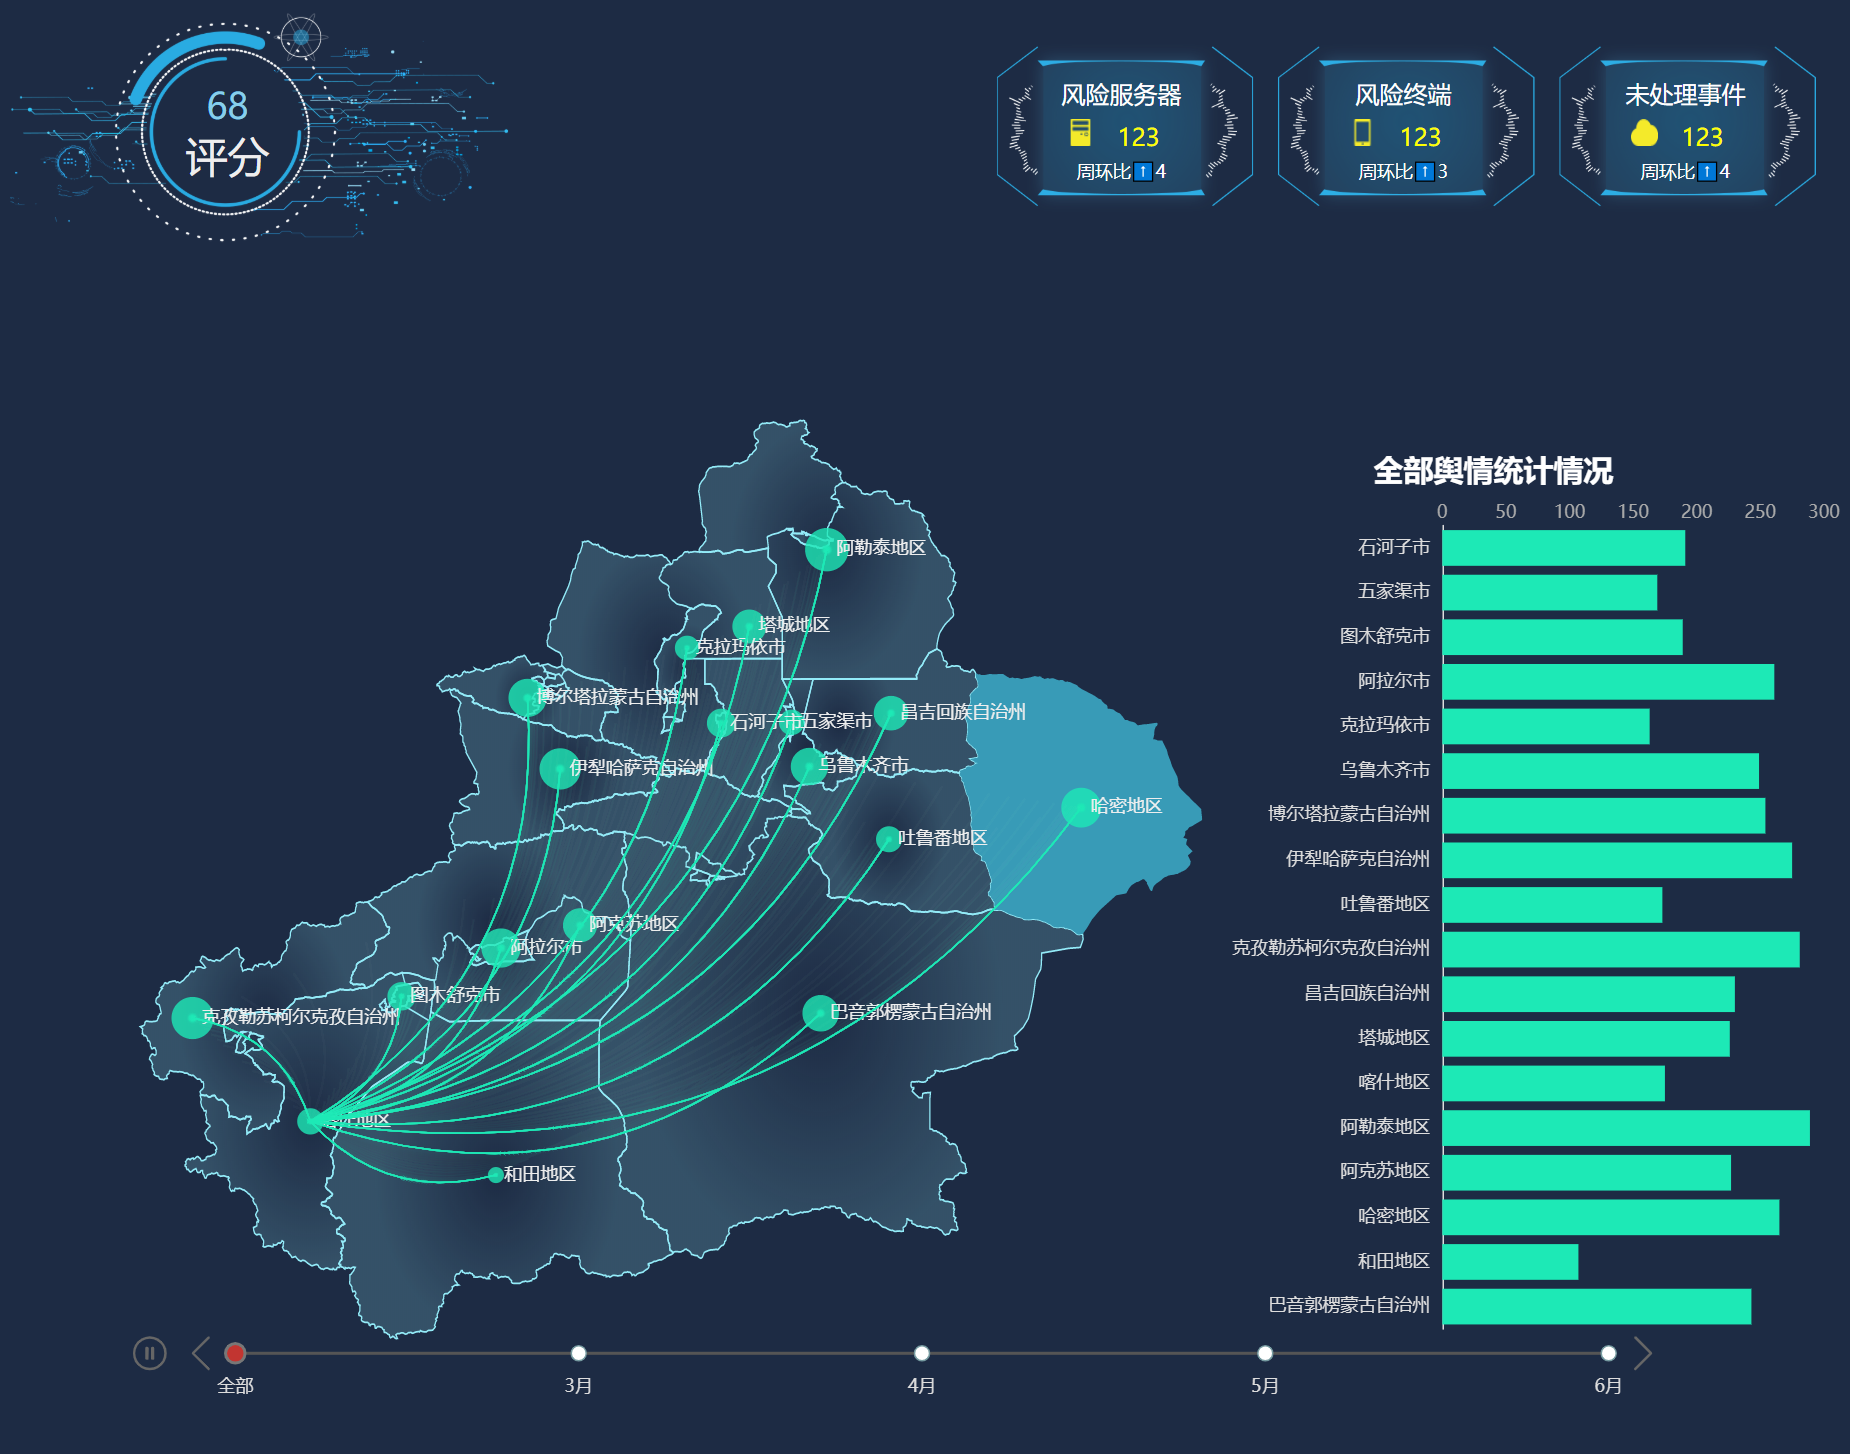 68
评分
风险服务器
123
周环比↑4
风险终端
123
周环比↑3
未处理事件
123
周环比↑4
阿勒泰地区
塔城地区
克拉玛依市
博尔塔拉蒙古自治州
石河子市
五家渠市
昌吉回族自治州
伊犁哈萨克自治州
乌鲁木齐市
哈密地区
吐鲁番地区
阿克苏地区
阿拉尔市
图木舒克市
克孜勒苏柯尔克孜自治州
巴音郭楞蒙古自治州
地区
和田地区
全部舆情统计情况
0 50 100 150 200 250 300
石河子市
五家渠市
图木舒克市
阿拉尔市
克拉玛依市
乌鲁木齐市
博尔塔拉蒙古自治州
伊犁哈萨克自治州
吐鲁番地区
克孜勒苏柯尔克孜自治州
昌吉回族自治州
塔城地区
喀什地区
阿勒泰地区
阿克苏地区
哈密地区
和田地区
巴音郭楞蒙古自治州
全部 3月 4月 5月 6月